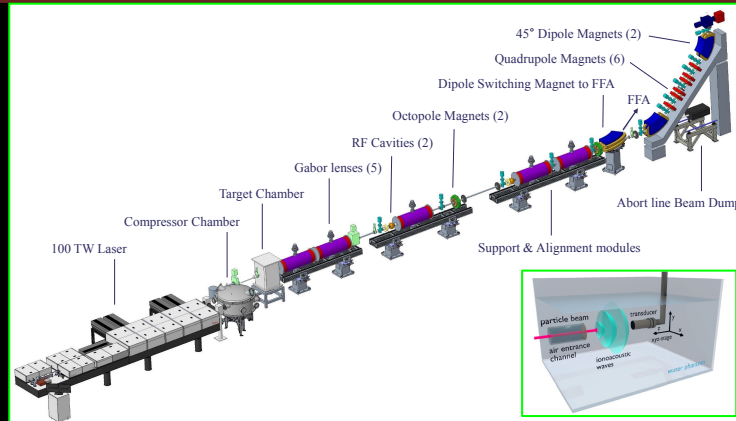 45° Dipole Magnets (2)
Quadrupole Magnets (6)
Dipole Switching Magnet to FFA
FFA
Octopole Magnets (2)
RF Cavities (2)
Gabor lenses (5)
Target Chamber
Compressor Chamber
100 TW Laser
Abort line Beam Dump
Support & Alignment modules
particle beam
air entrance
channel
ionoacoustic
waves
transducer
y
z
x
xyz-stage
water phantom